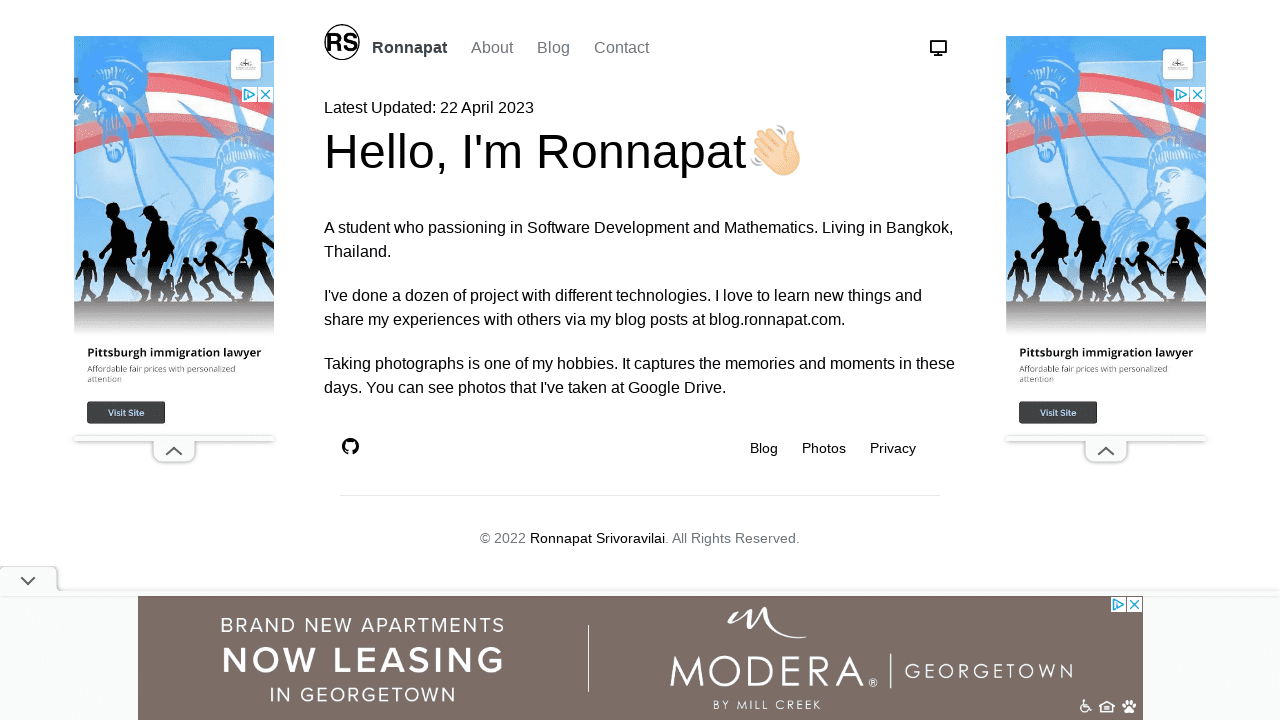 RS Ronnapat About Blog Contact
Latest Updated: 22 April 2023
Hello, I'm Ronnapat
A student who passioning in Software Development and Mathematics. Living in Bangkok,
Thailand.
I've done a dozen of project with different technologies. I love to learn new things and
share my experiences with others via my blog posts at blog.ronnapat.com.
Taking photographs is one of my hobbies. It captures the memories and moments in these
days. You can see photos that I've taken at Google Drive.
Blog Photos Privacy
© 2022 Ronnapat Srivoravilai. All Rights Reserved.
Pittsburgh immigration lawyer
Affordable fair prices with personalized
attention
Visit Site
Pittsburgh immigration lawyer
Affordable fair prices with personalized
attention
Visit Site
BRAND NEW APARTMENTS
NOW LEASING
IN GEORGETOWN
m
MODERA® GEORGETOWN
BY MILL CREEK